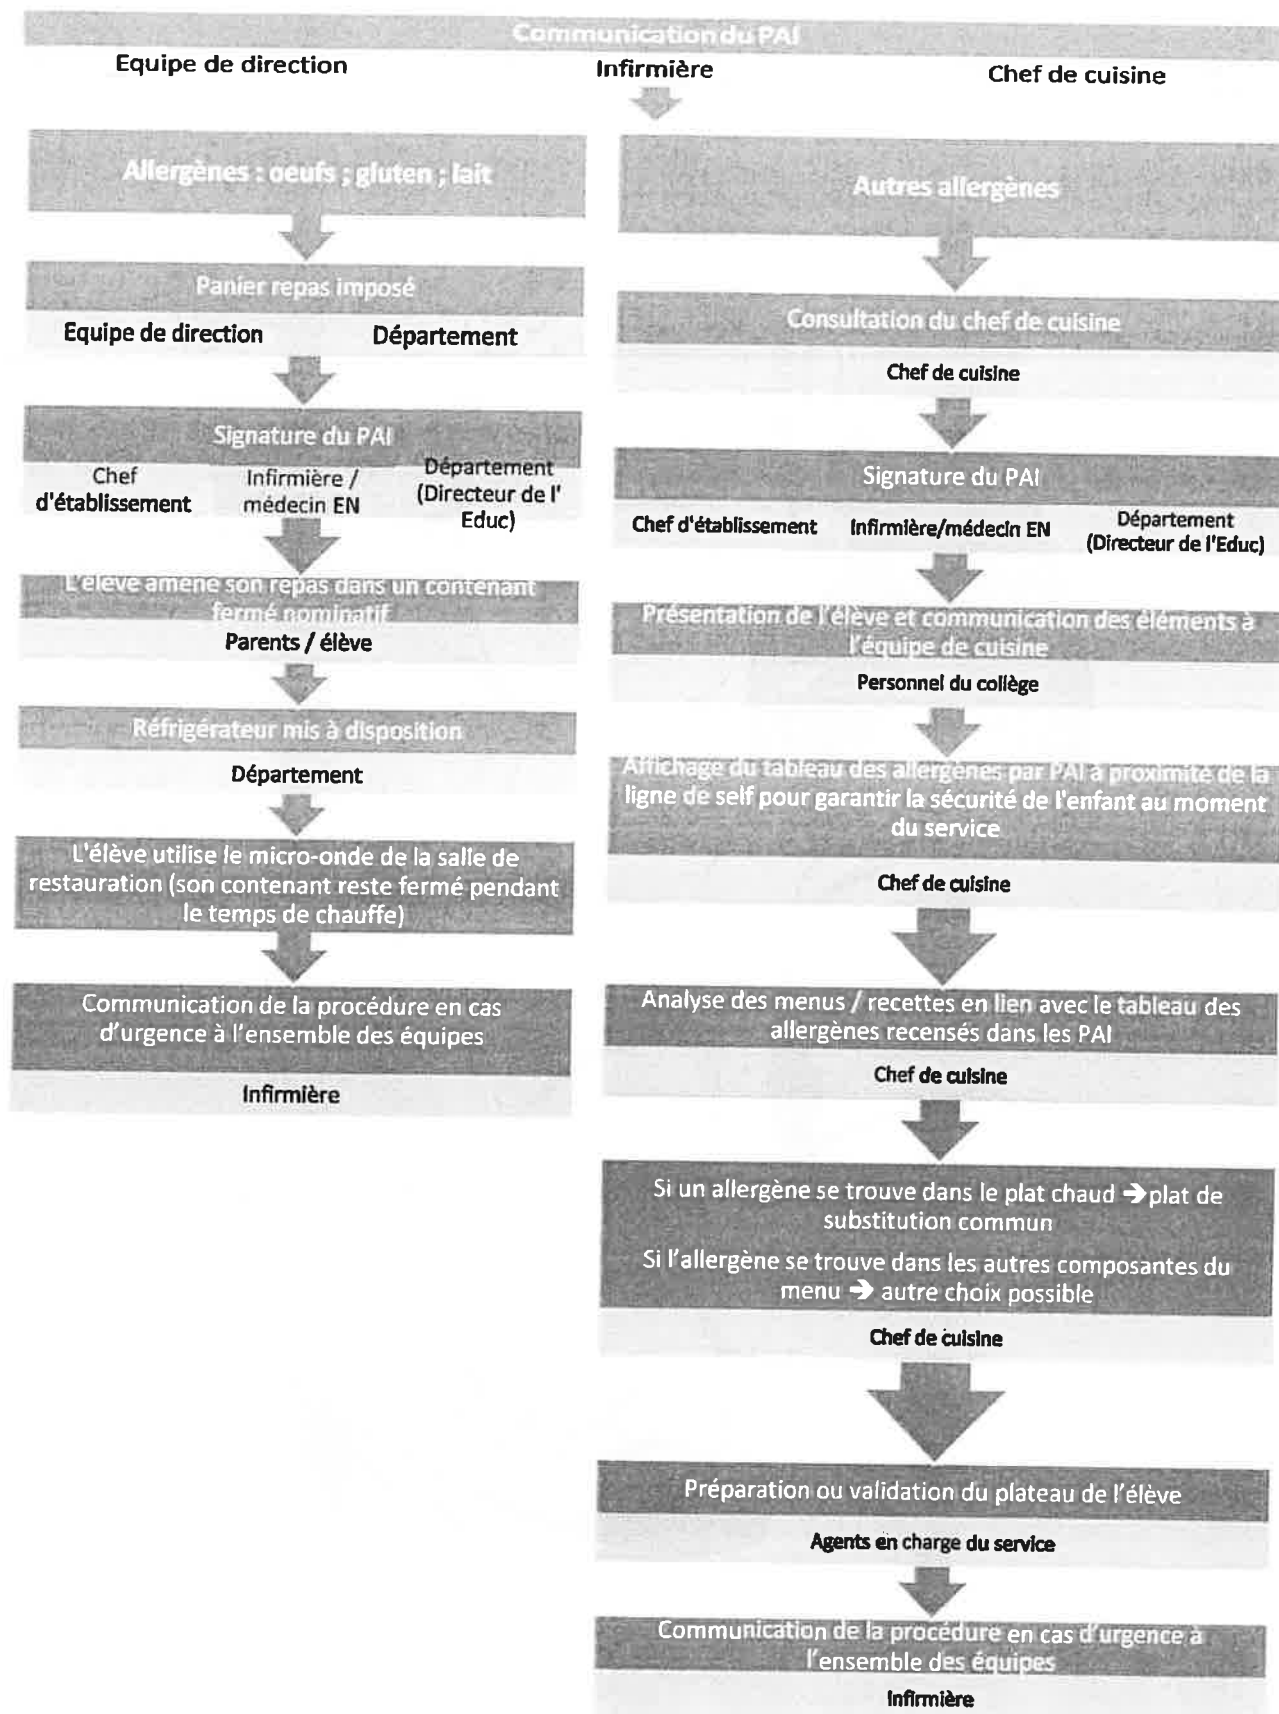 Communication du PAI
Equipe de direction
Infirmière
Chef de cuisine
Allergènes : oeufs ; gluten ; lait
Panier repas imposé
Equipe de direction
Département
Signature du PAI
Chef
d'établissement
Infirmière /
médecin EN
Département
(Directeur de l'
Educ)
L'élève amène son repas dans un contenant
fermé nominatif
Parents / élève
Réfrigérateur mis à disposition
Département
L'élève utilise le micro-onde de la salle de
restauration (son contenant reste fermé pendant
le temps de chauffe)
Communication de la procédure en cas
d'urgence à l'ensemble des équipes
Infirmière
Autres allergènes
Consultation du chef de cuisine
Chef de cuisine
Signature du PAI
Chef d'établissement
Infirmière/médecin EN
Département
(Directeur de l'Educ)
Présentation de l'élève et communication des éléments à
l'équipe de cuisine
Personnel du collège
Affichage du tableau des allergènes par PAI à proximité de la
ligne de self pour garantir la sécurité de l'enfant au moment
du service
Chef de cuisine
Analyse des menus / recettes en lien avec le tableau des
allergènes recensés dans les PAI
Chef de cuisine
Si un allergène se trouve dans le plat chaud ➔plat de
substitution commun
Si l'allergène se trouve dans les autres composantes du
menu ➔ autre choix possible
Chef de cuisine
Préparation ou validation du plateau de l'élève
Agents en charge du service
Communication de la procédure en cas d'urgence à
l'ensemble des équipes
Infirmière